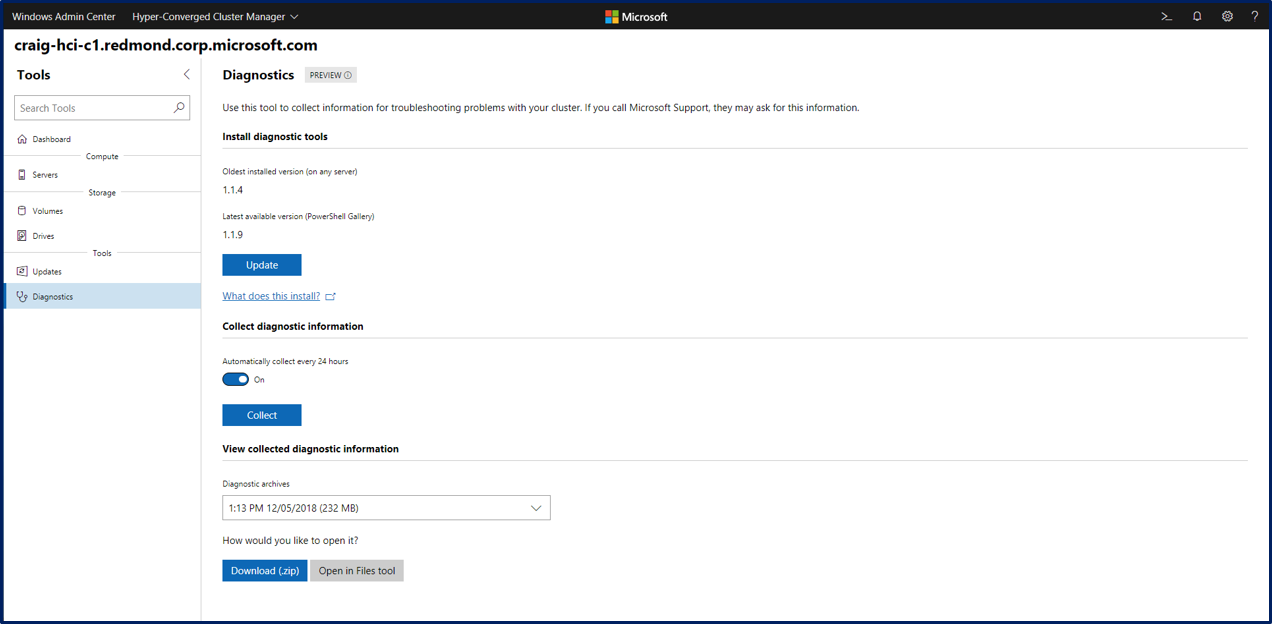 Windows Admin Center
Hyper-Converged Cluster Manager
Microsoft
?
craig-hci-c1.redmond.corp.microsoft.com
Tools
Search Tools
Dashboard
Compute
Servers
Storage
Volumes
Drives
Tools
Updates
Diagnostics
Diagnostics
PREVIEW
Use this tool to collect information for troubleshooting problems with your cluster. If you call Microsoft Support, they may ask for this information.
Install diagnostic tools
Oldest installed version (on any server)
1.1.4
Latest available version (PowerShell Gallery)
1.1.9
Update
What does this install?
Collect diagnostic information
Automatically collect every 24 hours
On
Collect
View collected diagnostic information
Diagnostic archives
1:13 PM 12/05/2018 (232 MB)
How would you like to open it?
Download (.zip)
Open in Files tool